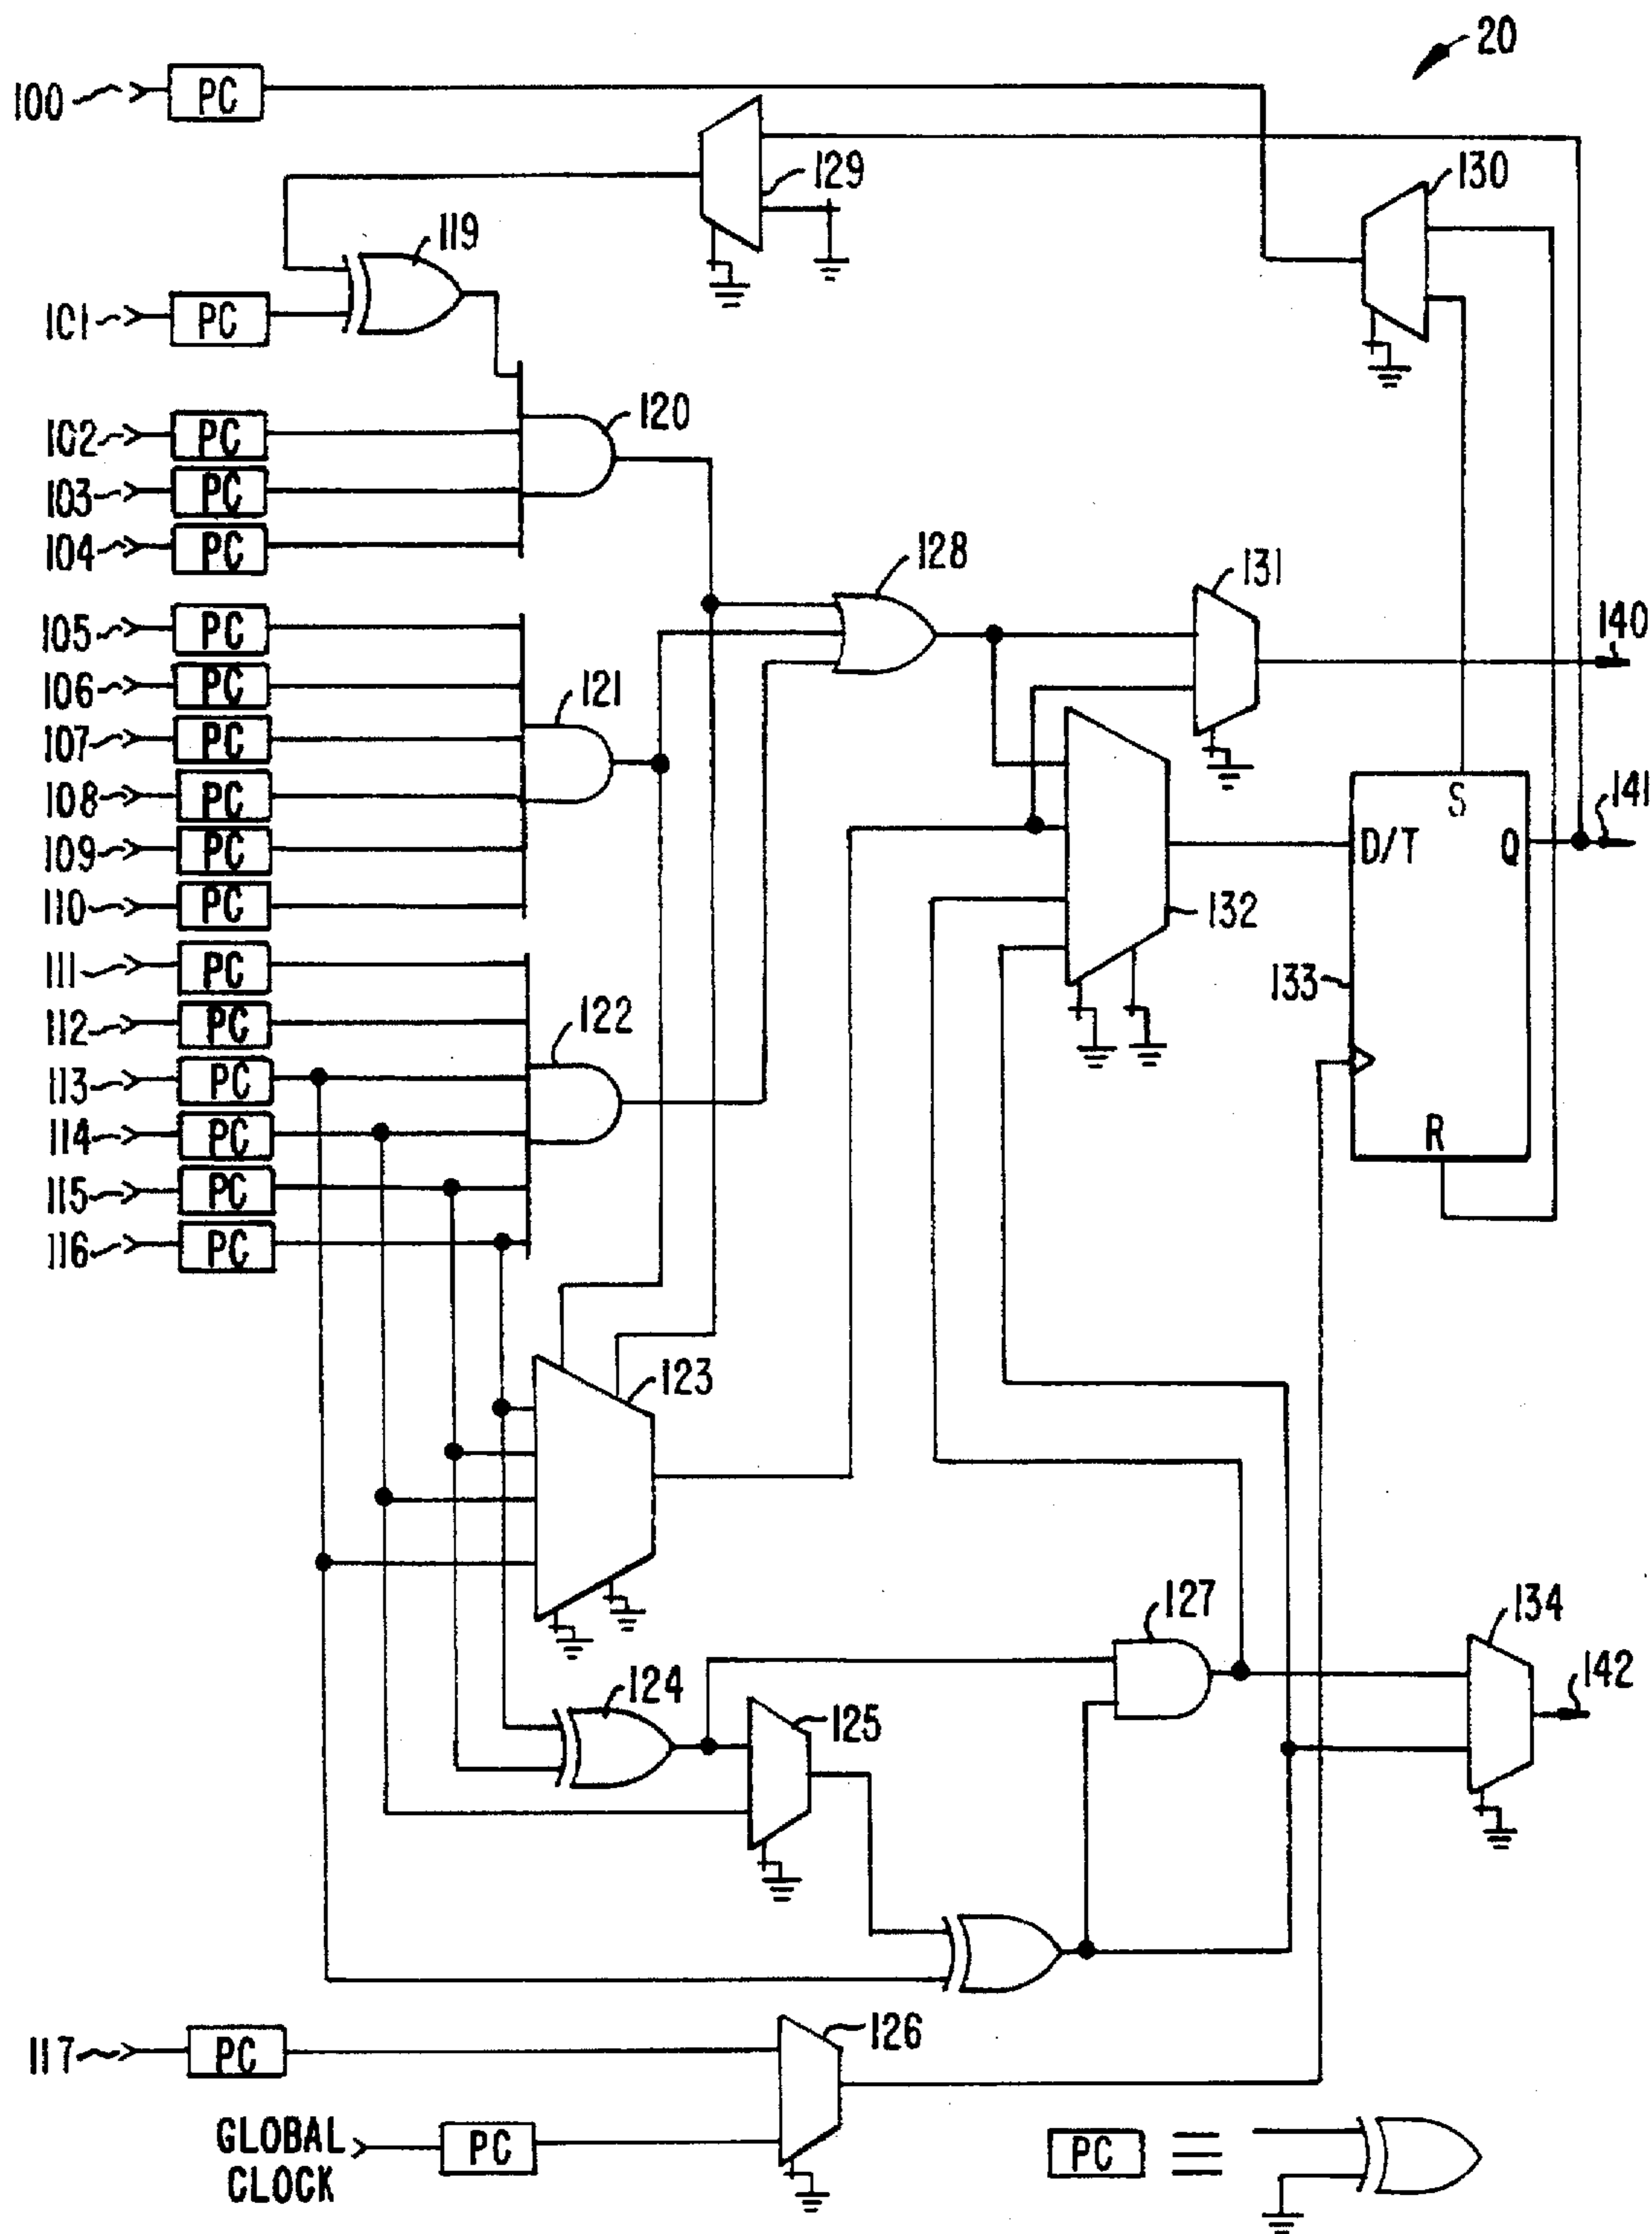 20
100 PC
129
130
119
101 PC
120
102 PC
103 PC
104 PC
128
131
105 PC
140
106 PC
121
107 PC
108 PC
S
141
D/T Q
109 PC
110 PC
132
111 PC
133
112 PC
122
113 PC
114 PC
R
115 PC
116 PC
123
127
134
124
125
142
117 PC
126
GLOBAL
CLOCK PC
PC =